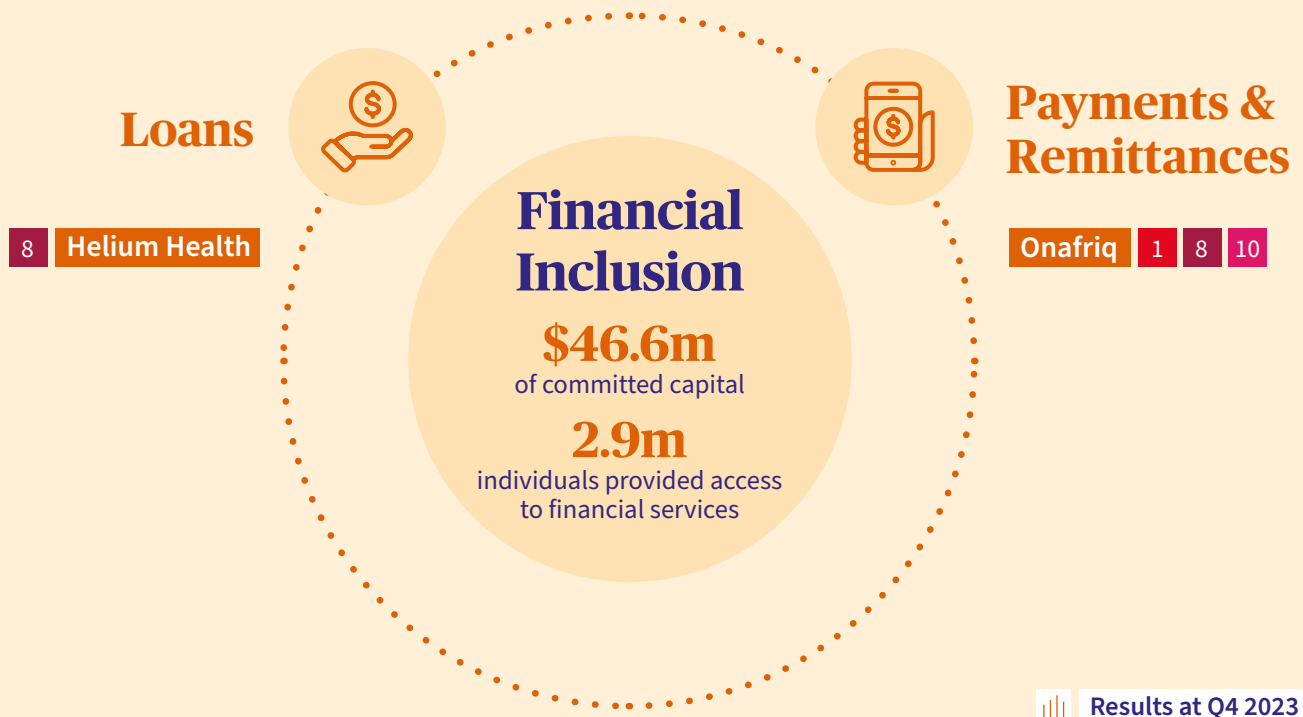 Loans
8 Helium Health
Payments &
Remittances
Onafriq 1 8 10
Financial
Inclusion
$46.6m
of committed capital
2.9m
individuals provided access
to financial services
Results at Q4 2023